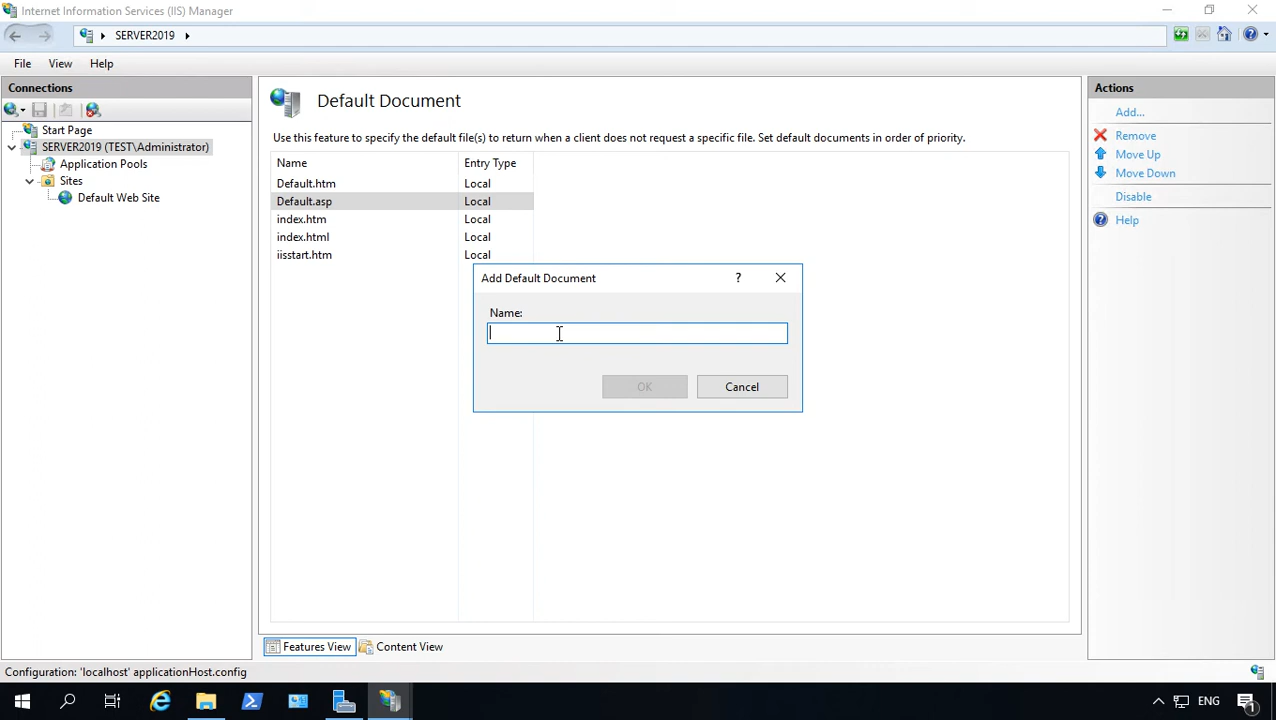 Internet Information Services (IIS) Manager
SERVER2019
File View Help
Connections
Start Page
SERVER2019 (TEST\Administrator)
Application Pools
Sites
Default Web Site
Default Document
Use this feature to specify the default file(s) to return when a client does not request a specific file. Set default documents in order of priority.
Name Entry Type
Default.htm Local
Default.asp Local
index.htm Local
index.html Local
iisstart.htm Local
Add Default Document
Name:
OK Cancel
Actions
Add...
Remove
Move Up
Move Down
Disable
Help
Features View Content View
Configuration: 'localhost' applicationHost.config
ENG
1